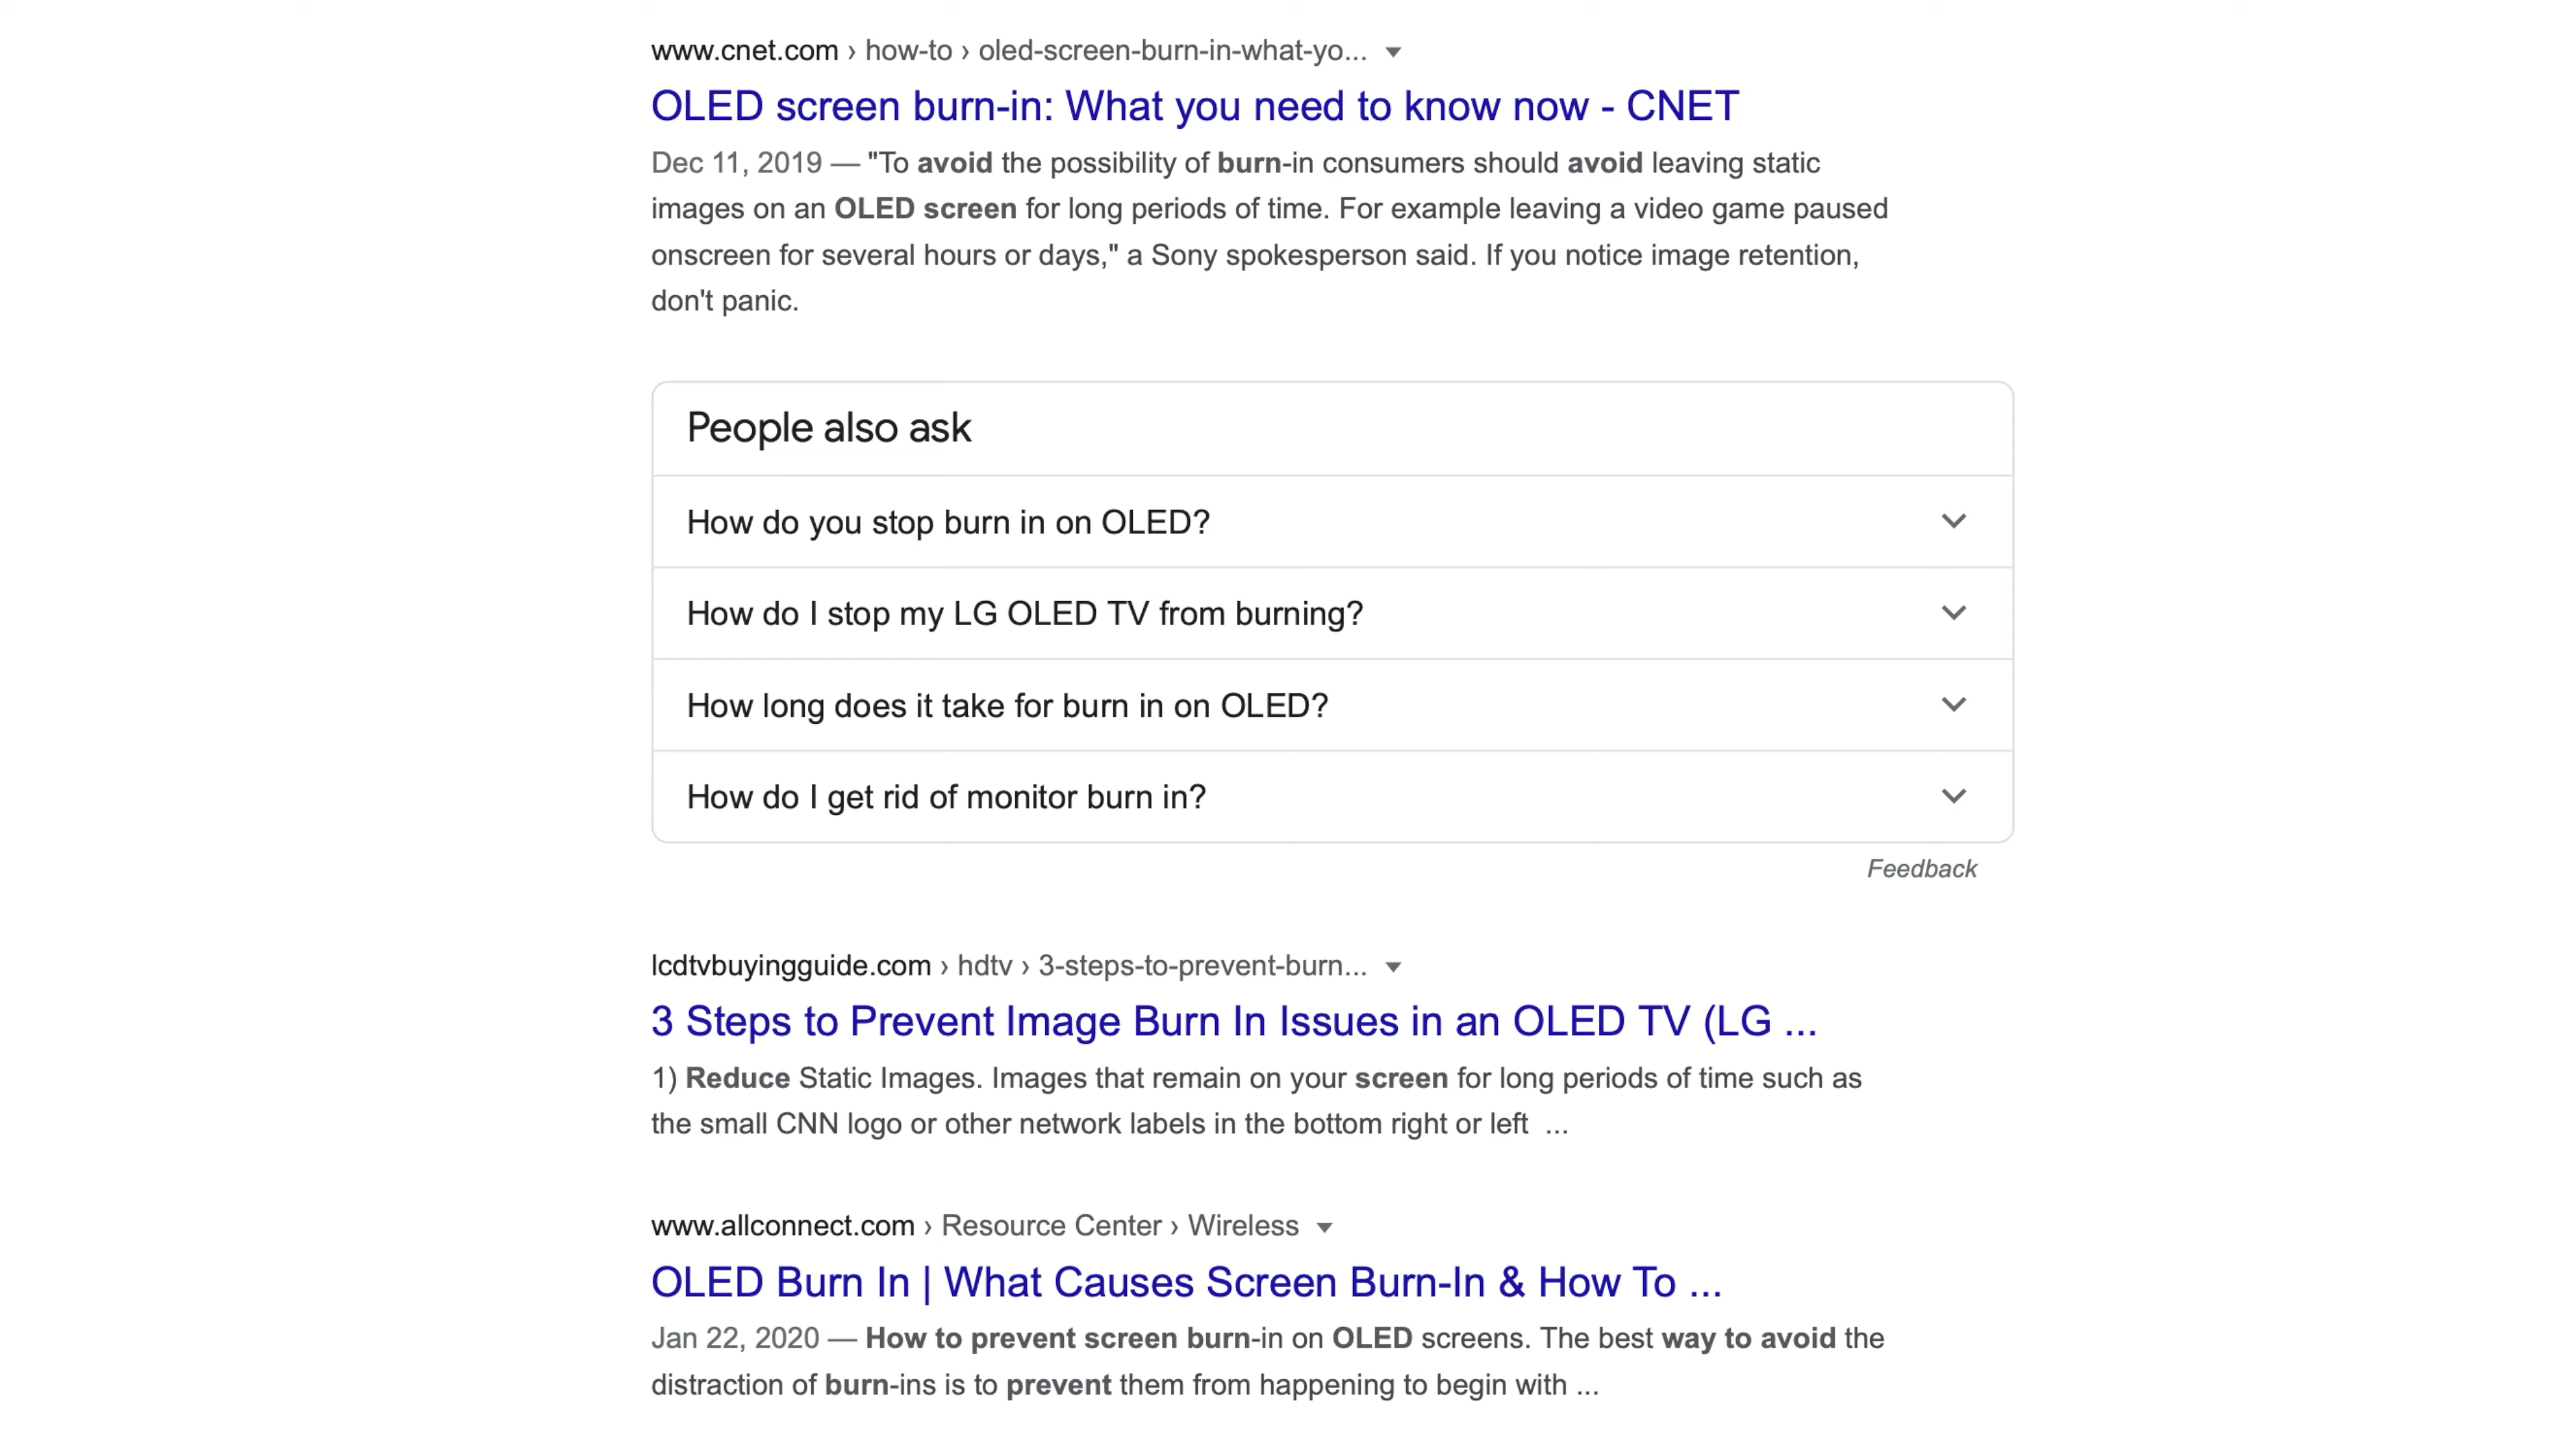 www.cnet.com › how-to › oled-screen-burn-in-what-yo...
OLED screen burn-in: What you need to know now - CNET
Dec 11, 2019 — "To avoid the possibility of burn-in consumers should avoid leaving static
images on an OLED screen for long periods of time. For example leaving a video game paused
onscreen for several hours or days," a Sony spokesperson said. If you notice image retention,
don't panic.
People also ask
How do you stop burn in on OLED?
How do I stop my LG OLED TV from burning?
How long does it take for burn in on OLED?
How do I get rid of monitor burn in?
Feedback
lcdtvbuyingguide.com › hdtv › 3-steps-to-prevent-burn...
3 Steps to Prevent Image Burn In Issues in an OLED TV (LG ...
1) Reduce Static Images. Images that remain on your screen for long periods of time such as
the small CNN logo or other network labels in the bottom right or left ...
www.allconnect.com › Resource Center › Wireless
OLED Burn In | What Causes Screen Burn-In & How To ...
Jan 22, 2020 — How to prevent screen burn-in on OLED screens. The best way to avoid the
distraction of burn-ins is to prevent them from happening to begin with ...